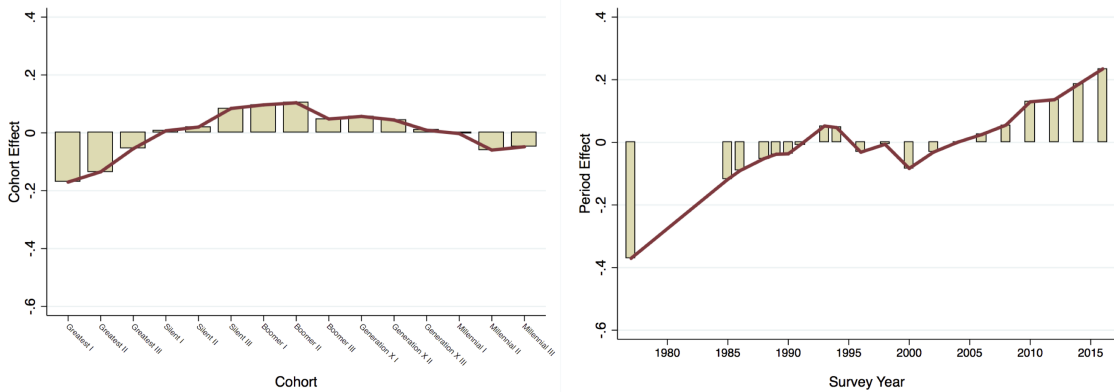 .4
.2
0
-.2
-.4
-.6
Cohort Effect
Greatest I
Greatest II
Greatest III
Silent I
Silent II
Silent III
Boomer I
Boomer II
Boomer III
Generation X I
Generation X II
Generation X III
Millennial I
Millennial II
Millennial III
Cohort
.4
.2
0
-.2
-.4
-.6
Period Effect
1980 1985 1990 1995 2000 2005 2010 2015
Survey Year